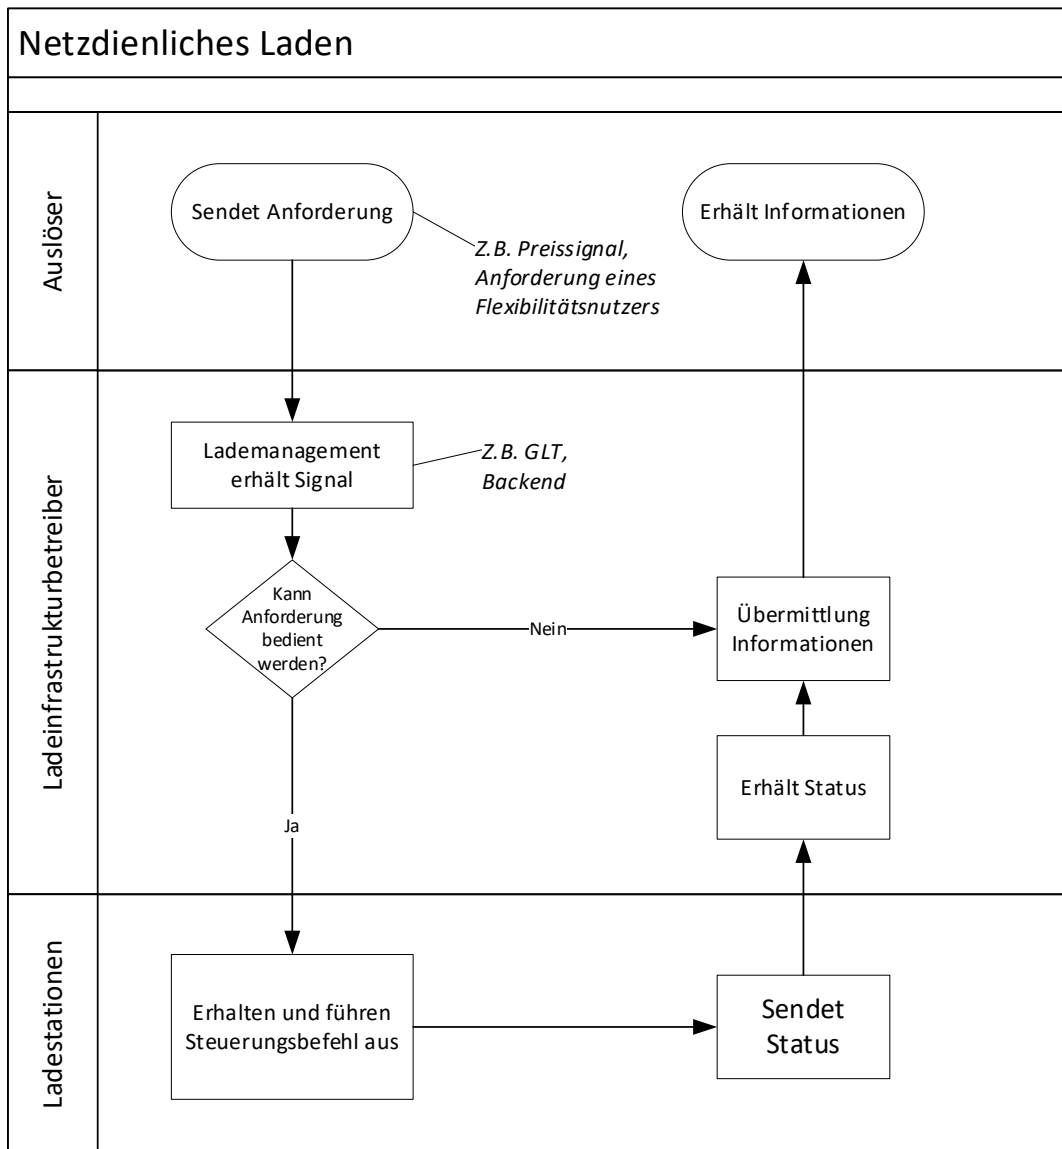 Netzdienliches Laden
Auslöser
Sendet Anforderung
Z.B. Preissignal,
Anforderung eines
Flexibilitätsnutzers
Erhält Informationen
Ladeinfrastrukturbetreiber
Lademanagement
erhält Signal
Z.B. GLT,
Backend
Kann
Anforderung
bedient
werden?
Nein
Übermittlung
Informationen
Erhält Status
Ja
Ladestationen
Erhalten und führen
Steuerungsbefehl aus
Sendet
Status